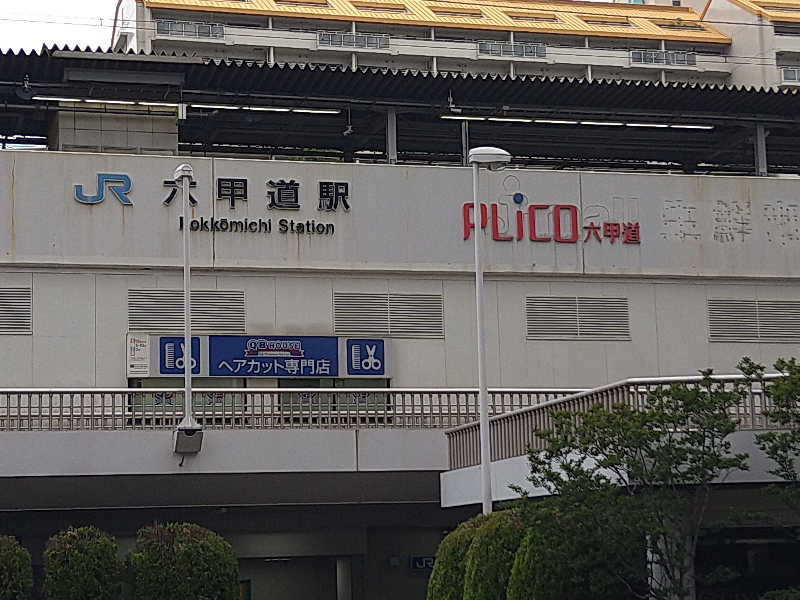 JR 六甲道駅
Rokkōmichi Station
PLiCO 六甲道
QB HOUSE
ヘアカット専門店
JR